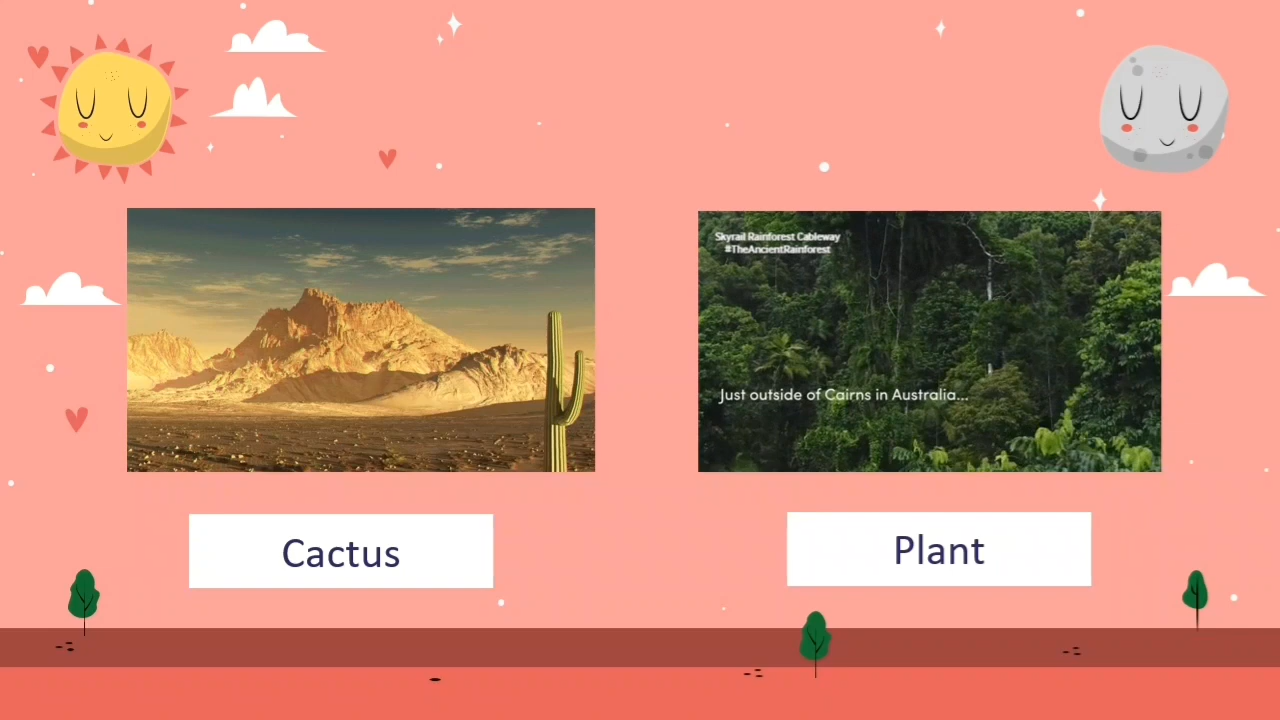 Skyrail Rainforest Cableway
#TheAncientRainforest
Just outside of Cairns in Australia...
Cactus
Plant